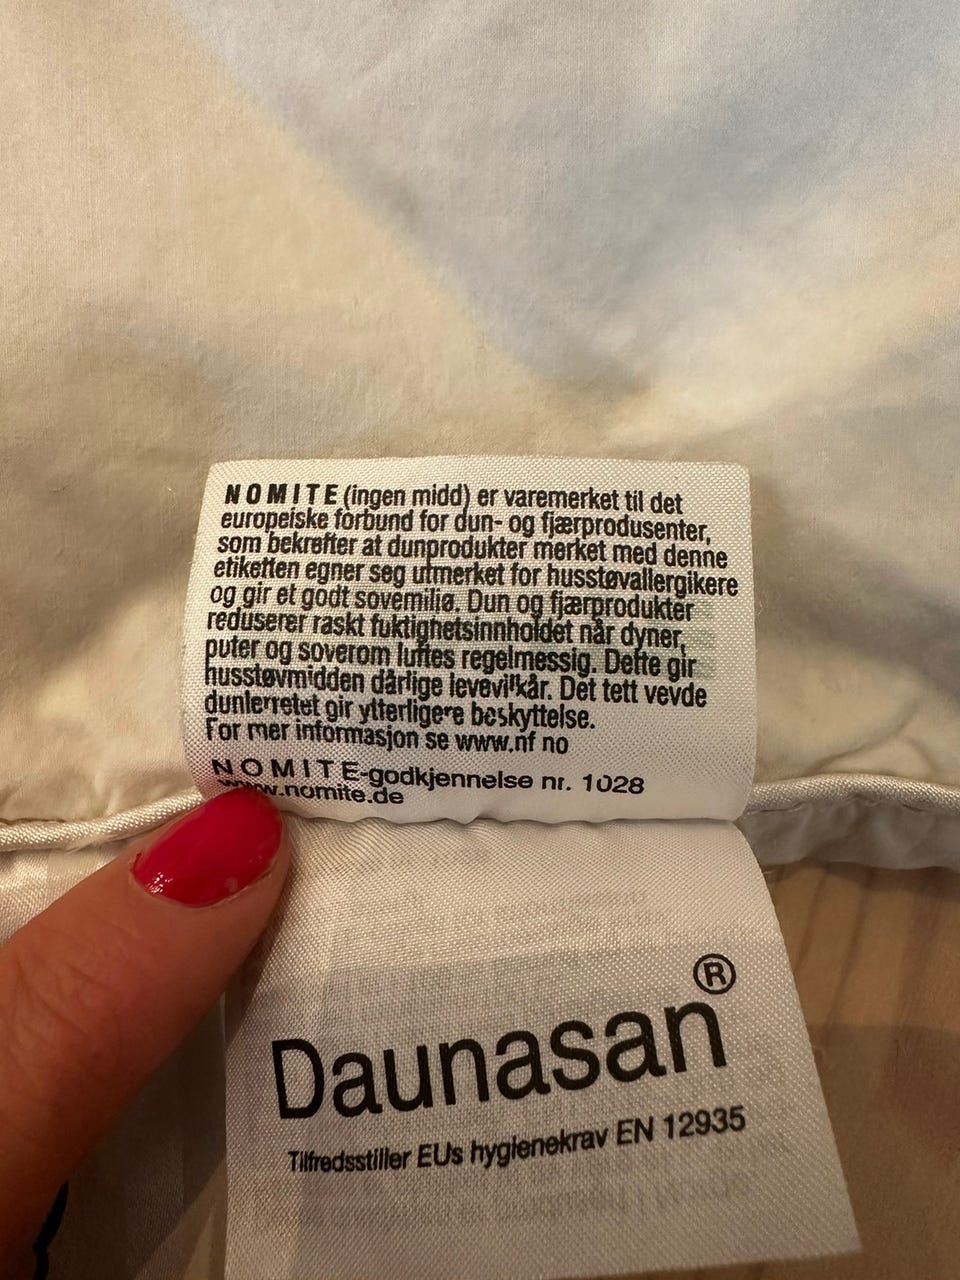 NOMITE (ingen midd) er varemerket til det
europeiske forbund for dun- og fjærprodusenter,
som bekrefter at dunprodukter merket med denne
etiketten egner seg utmerket for husstøvallergikere
og gir et godt sovemiljø. Dun og fjærprodukter
reduserer raskt fuktighetsinnholdet når dyner,
puter og soverom luftes regelmessig. Dette gir
husstøvmidden dårlige levevilkår. Det tett vevde
dunlerretet gir ytterligere beskyttelse.
For mer informasjon se www.nf no
NOMITE-godkjennelse nr. 1028
www.nomite.de
Daunasan®
Tilfredsstiller EUs hygienekrav EN 12935